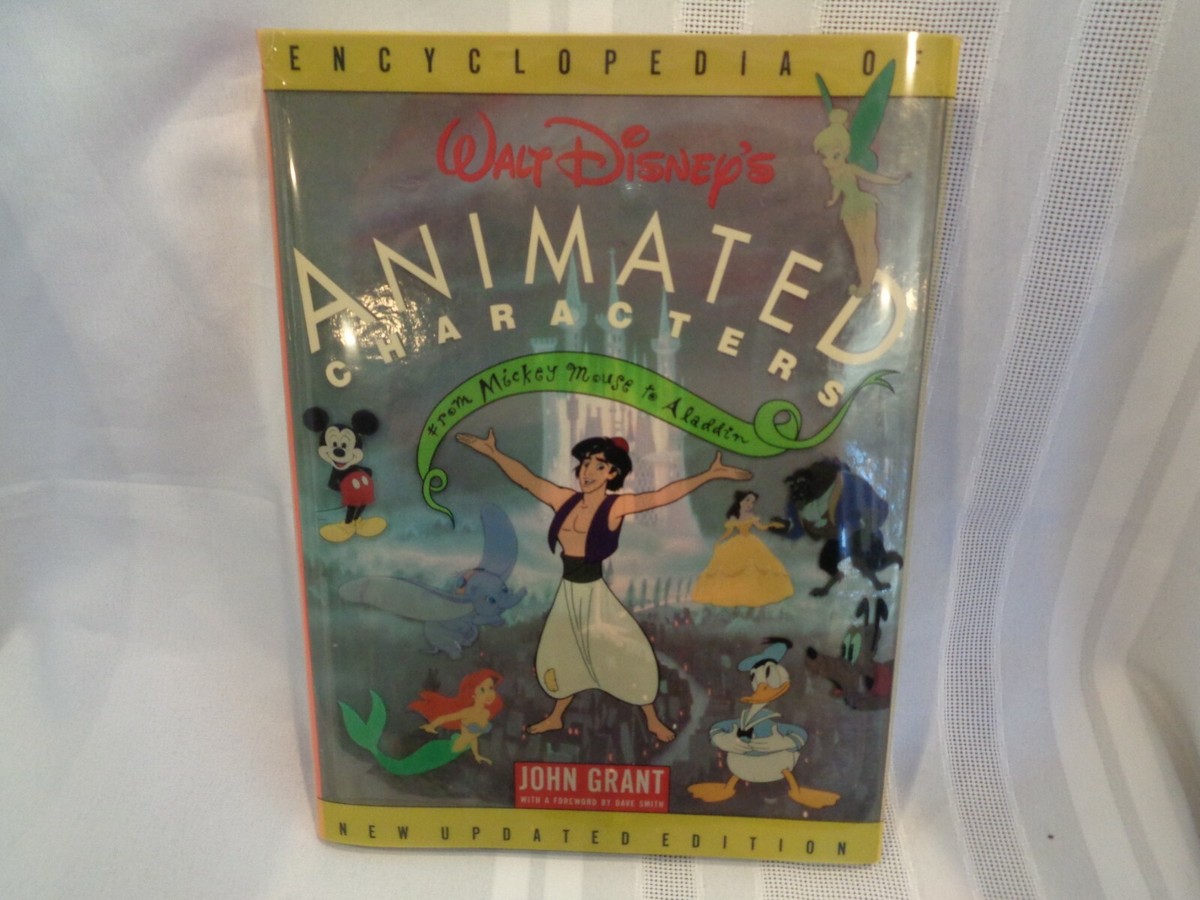 ENCYCLOPEDIA OF
WALT DISNEY'S
ANIMATED
CHARACTERS
From Mickey Mouse to Aladdin
JOHN GRANT
WITH A FOREWORD BY DAVE SMITH
NEW UPDATED EDITION